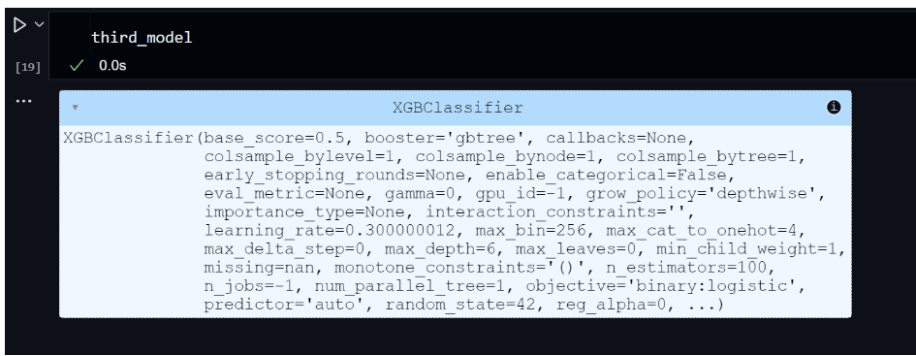 third_model
[19]
0.0s
...
XGBClassifier
XGBClassifier(base_score=0.5, booster='gbtree', callbacks=None,
colsample_bylevel=1, colsample_bynode=1, colsample_bytree=1,
early_stopping_rounds=None, enable_categorical=False,
eval_metric=None, gamma=0, gpu_id=-1, grow_policy='depthwise',
importance_type=None, interaction_constraints='',
learning_rate=0.300000012, max_bin=256, max_cat_to_onehot=4,
max_delta_step=0, max_depth=6, max_leaves=0, min_child_weight=1,
missing=nan, monotone_constraints='()', n_estimators=100,
n_jobs=-1, num_parallel_tree=1, objective='binary:logistic',
predictor='auto', random_state=42, reg_alpha=0, ...)